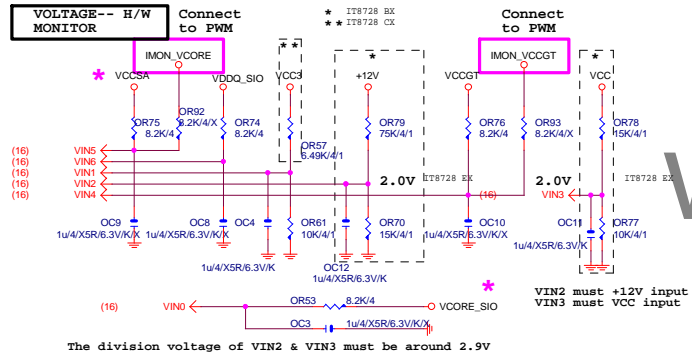 VOLTAGE-- H/W MONITOR
Connect to PWM
* IT8728 BX
** IT8728 CX
Connect to PWM
IMON_VCORE
**
*
IMON_VCCGT
*
*
VCCSA
VDDQ_SIO
VCC3
+12V
VCCGT
VCC
OR75 8.2K/4
OR92 8.2K/4/X
OR74 8.2K/4
OR57 6.49K/4/1
OR79 75K/4/1
OR76 8.2K/4
OR93 8.2K/4/X
OR78 15K/4/1
(16) VIN5
(16) VIN6
(16) VIN1
(16) VIN2
(16) VIN4
2.0V
IT8728 EX
(16)
2.0V
VIN3
IT8728 EX
OC9 1u/4/X5R/6.3V/K/X
OC8 1u/4/X5R/6.3V/K/X
OC4 1u/4/X5R/6.3V/K
OR61 10K/4/1
OC12 1u/4/X5R/6.3V/K
OR70 15K/4/1
OC10 1u/4/X5R/6.3V/K/X
OC11 1u/4/X5R/6.3V/K
OR77 10K/4/1
*
VIN2 must +12V input
VIN3 must VCC input
(16) VIN0
OR53 8.2K/4
VCORE_SIO
OC3 1u/4/X5R/6.3V/K/X
The division voltage of VIN2 & VIN3 must be around 2.9V